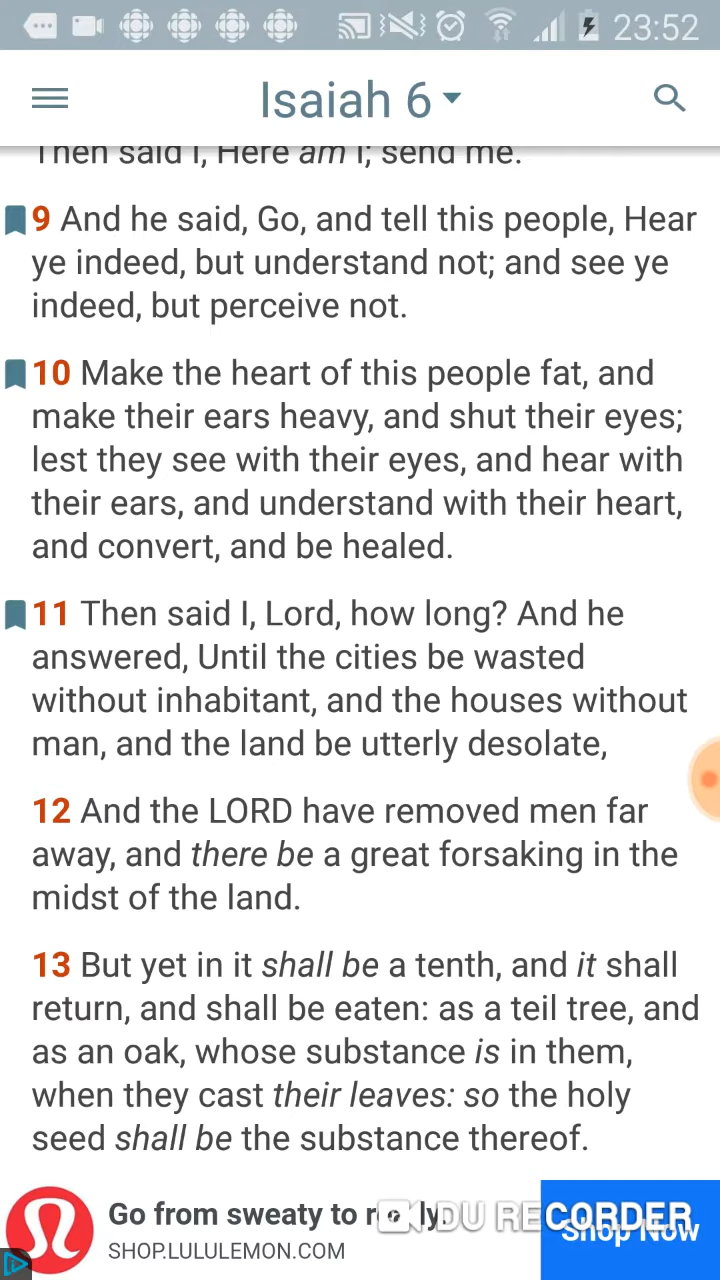 23:52
Isaiah 6
Then said I, Here am I; send me.
9 And he said, Go, and tell this people, Hear
ye indeed, but understand not; and see ye
indeed, but perceive not.
10 Make the heart of this people fat, and
make their ears heavy, and shut their eyes;
lest they see with their eyes, and hear with
their ears, and understand with their heart,
and convert, and be healed.
11 Then said I, Lord, how long? And he
answered, Until the cities be wasted
without inhabitant, and the houses without
man, and the land be utterly desolate,
12 And the LORD have removed men far
away, and there be a great forsaking in the
midst of the land.
13 But yet in it shall be a tenth, and it shall
return, and shall be eaten: as a teil tree, and
as an oak, whose substance is in them,
when they cast their leaves: so the holy
seed shall be the substance thereof.
Go from sweaty to
DU RECORDER
Shop Now
SHOP.LULULEMON.COM